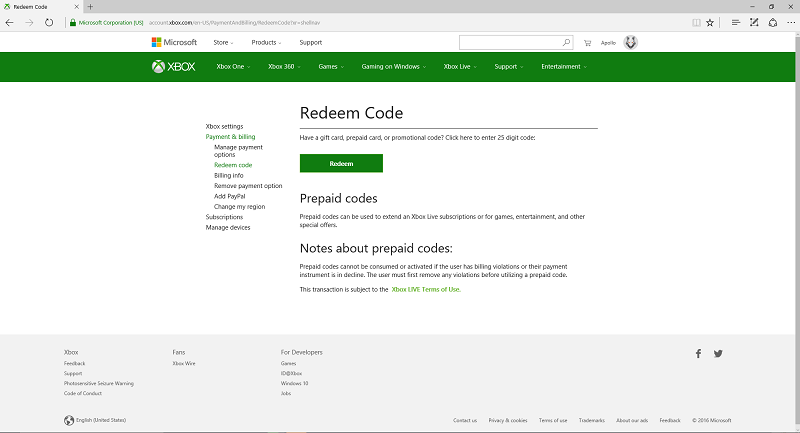 Redeem Code
Microsoft Corporation (US) account.xbox.com/en-US/PaymentAndBilling/RedeemCode?xr=shellnav
Microsoft Store Products Support Apollo
XBOX Xbox One Xbox 360 Games Gaming on Windows Xbox Live Support Entertainment
Redeem Code
Xbox settings
Payment & billing
Manage payment
options
Redeem code
Billing info
Remove payment option
Add PayPal
Change my region
Subscriptions
Manage devices
Have a gift card, prepaid card, or promotional code? Click here to enter 25 digit code:
Redeem
Prepaid codes
Prepaid codes can be used to extend an Xbox Live subscriptions or for games, entertainment, and other
special offers.
Notes about prepaid codes:
Prepaid codes cannot be consumed or activated if the user has billing violations or their payment
instrument is in decline. The user must first remove any violations before utilizing a prepaid code.
This transaction is subject to the Xbox LIVE Terms of Use.
Xbox
Feedback
Support
Photosensitive Seizure Warning
Code of Conduct
Fans
Xbox Wire
For Developers
Games
ID@Xbox
Windows 10
Jobs
English (United States)
Contact us Privacy & cookies Terms of use Trademarks About our ads Feedback © 2016 Microsoft